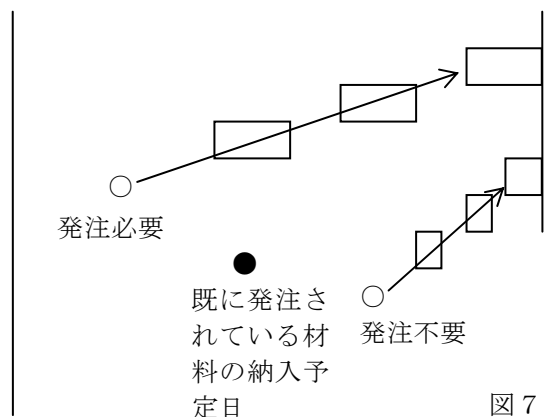 発注必要
既に発注さ
れている材
料の納入予
定日
発注不要
図７